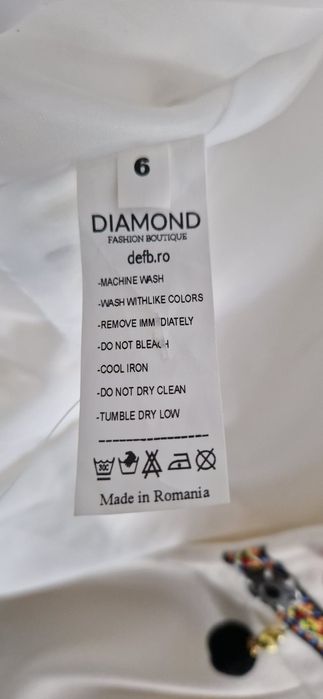 6
DIAMOND
FASHION BOUTIQUE
defb.ro
-MACHINE WASH
-WASH WITHLIKE COLORS
-REMOVE IMMEDIATELY
-DO NOT BLEACH
-COOL IRON
-DO NOT DRY CLEAN
-TUMBLE DRY LOW
30C
Made in Romania